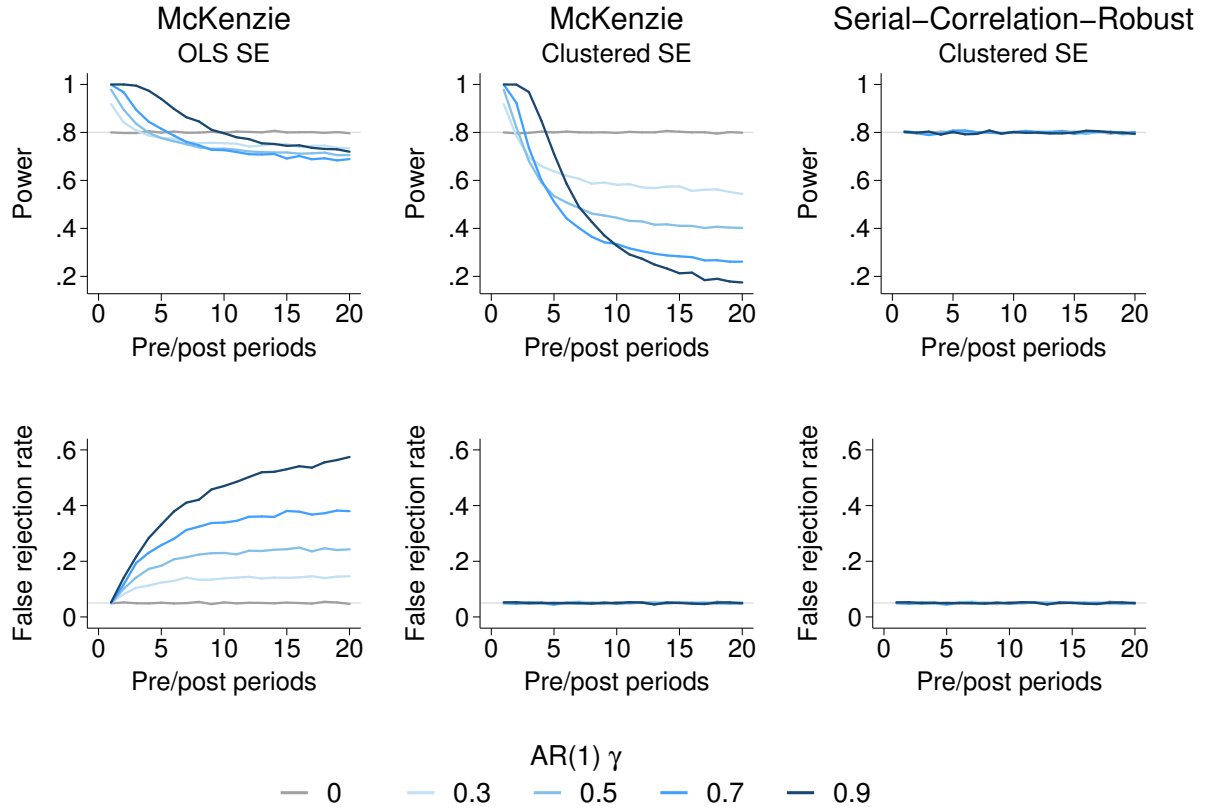 McKenzie
OLS SE
McKenzie
Clustered SE
Serial−Correlation−Robust
Clustered SE
Power
1
.8
.6
.4
.2
0 5 10 15 20
Pre/post periods
Power
1
.8
.6
.4
.2
0 5 10 15 20
Pre/post periods
Power
1
.8
.6
.4
.2
0 5 10 15 20
Pre/post periods
False rejection rate
.6
.4
.2
0
0 5 10 15 20
Pre/post periods
False rejection rate
.6
.4
.2
0
0 5 10 15 20
Pre/post periods
False rejection rate
.6
.4
.2
0
0 5 10 15 20
Pre/post periods
AR(1) γ
0 0.3 0.5 0.7 0.9